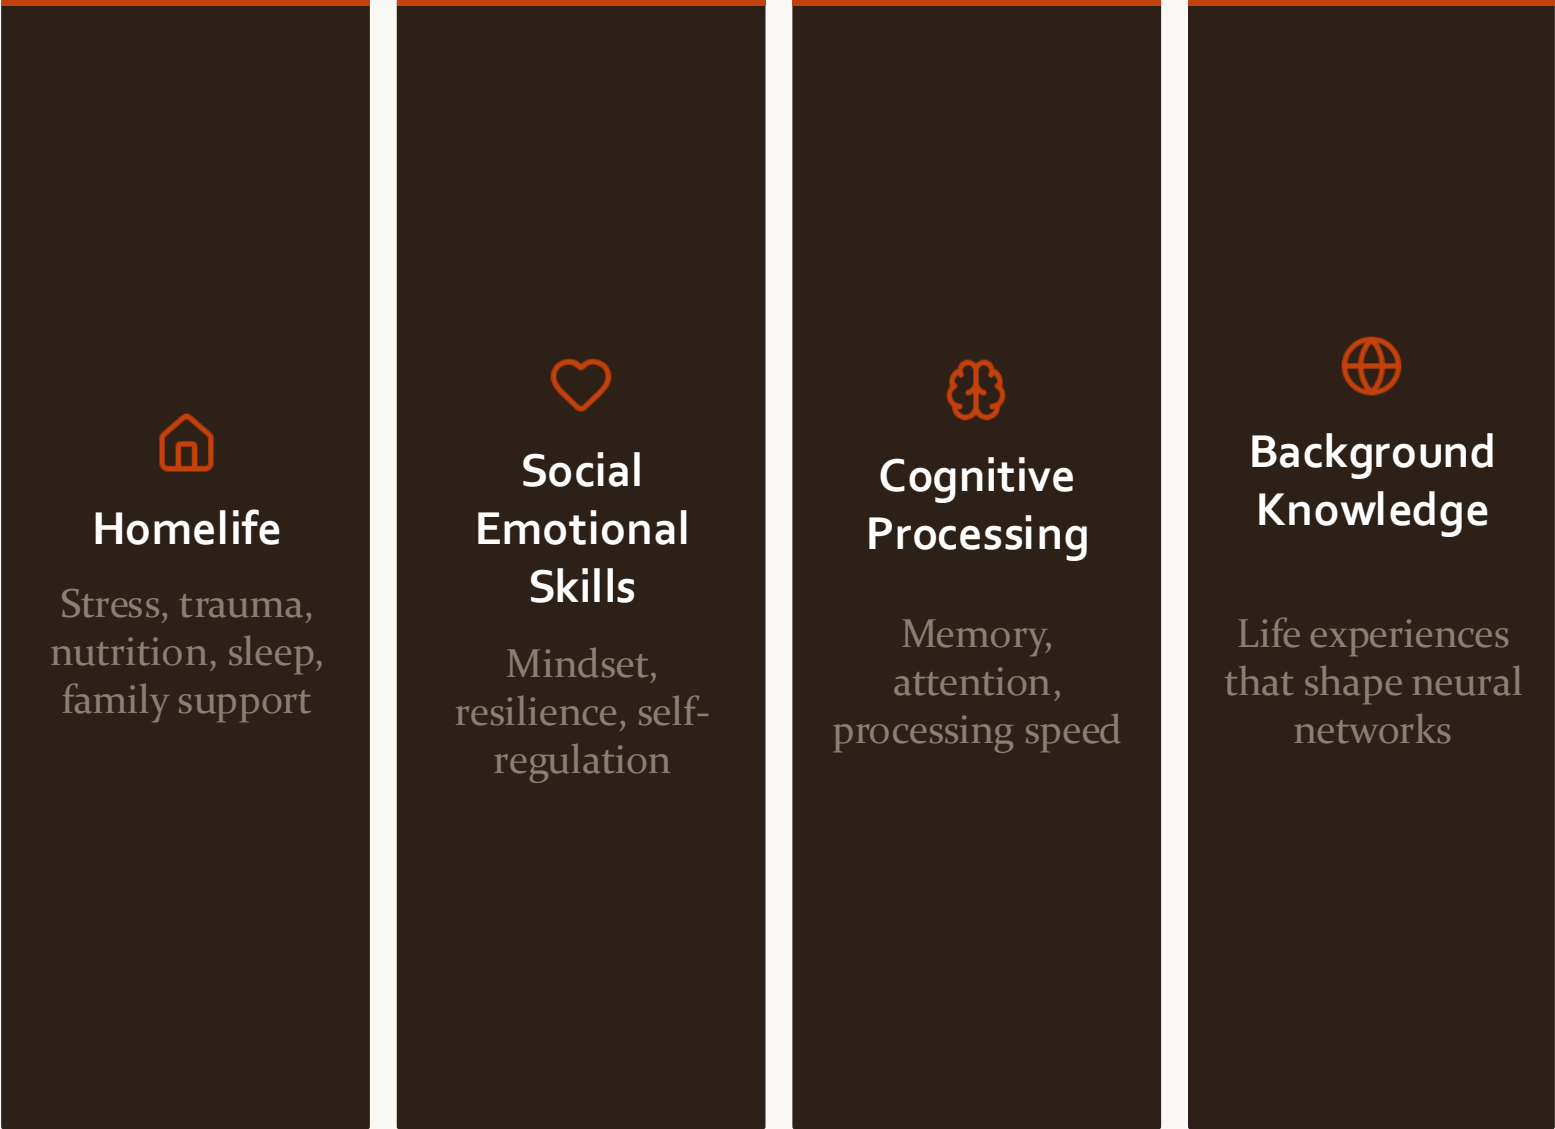 Homelife
Stress, trauma,
nutrition, sleep,
family support
Social
Emotional
Skills
Mindset,
resilience, self-
regulation
Cognitive
Processing
Memory,
attention,
processing speed
Background
Knowledge
Life experiences
that shape neural
networks